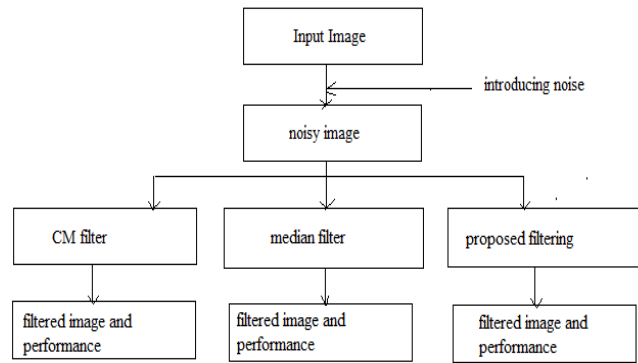 Input Image
introducing noise
noisy image
CM filter
median filter
proposed filtering
filtered image and
performance
filtered image and
performance
filtered image and
performance